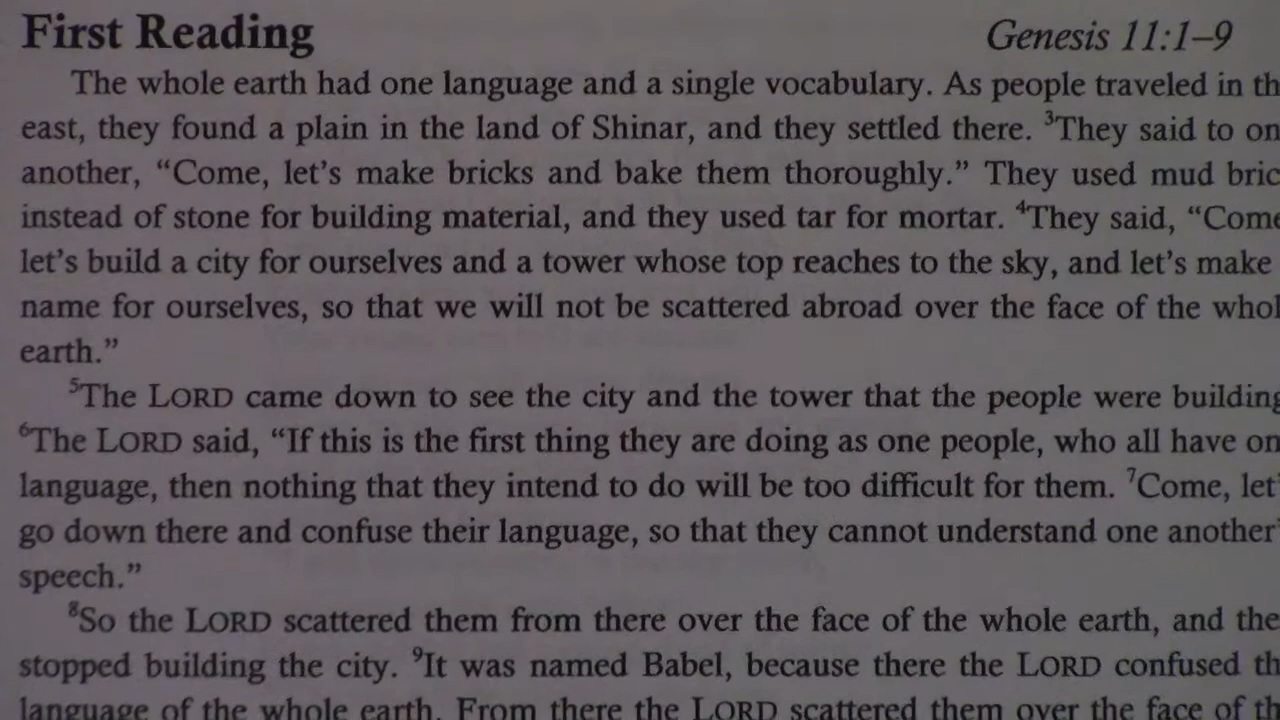 First Reading Genesis 11:1–9
The whole earth had one language and a single vocabulary. As people traveled in th
east, they found a plain in the land of Shinar, and they settled there. ³They said to on
another, “Come, let’s make bricks and bake them thoroughly.” They used mud bric
instead of stone for building material, and they used tar for mortar. ⁴They said, “Come
let’s build a city for ourselves and a tower whose top reaches to the sky, and let’s make
name for ourselves, so that we will not be scattered abroad over the face of the whol
earth.”
⁵The LORD came down to see the city and the tower that the people were building
⁶The LORD said, “If this is the first thing they are doing as one people, who all have on
language, then nothing that they intend to do will be too difficult for them. ⁷Come, let’
go down there and confuse their language, so that they cannot understand one another’
speech.”
⁸So the LORD scattered them from there over the face of the whole earth, and the
stopped building the city. ⁹It was named Babel, because there the LORD confused th
language of the whole earth. From there the LORD scattered them over the face of th